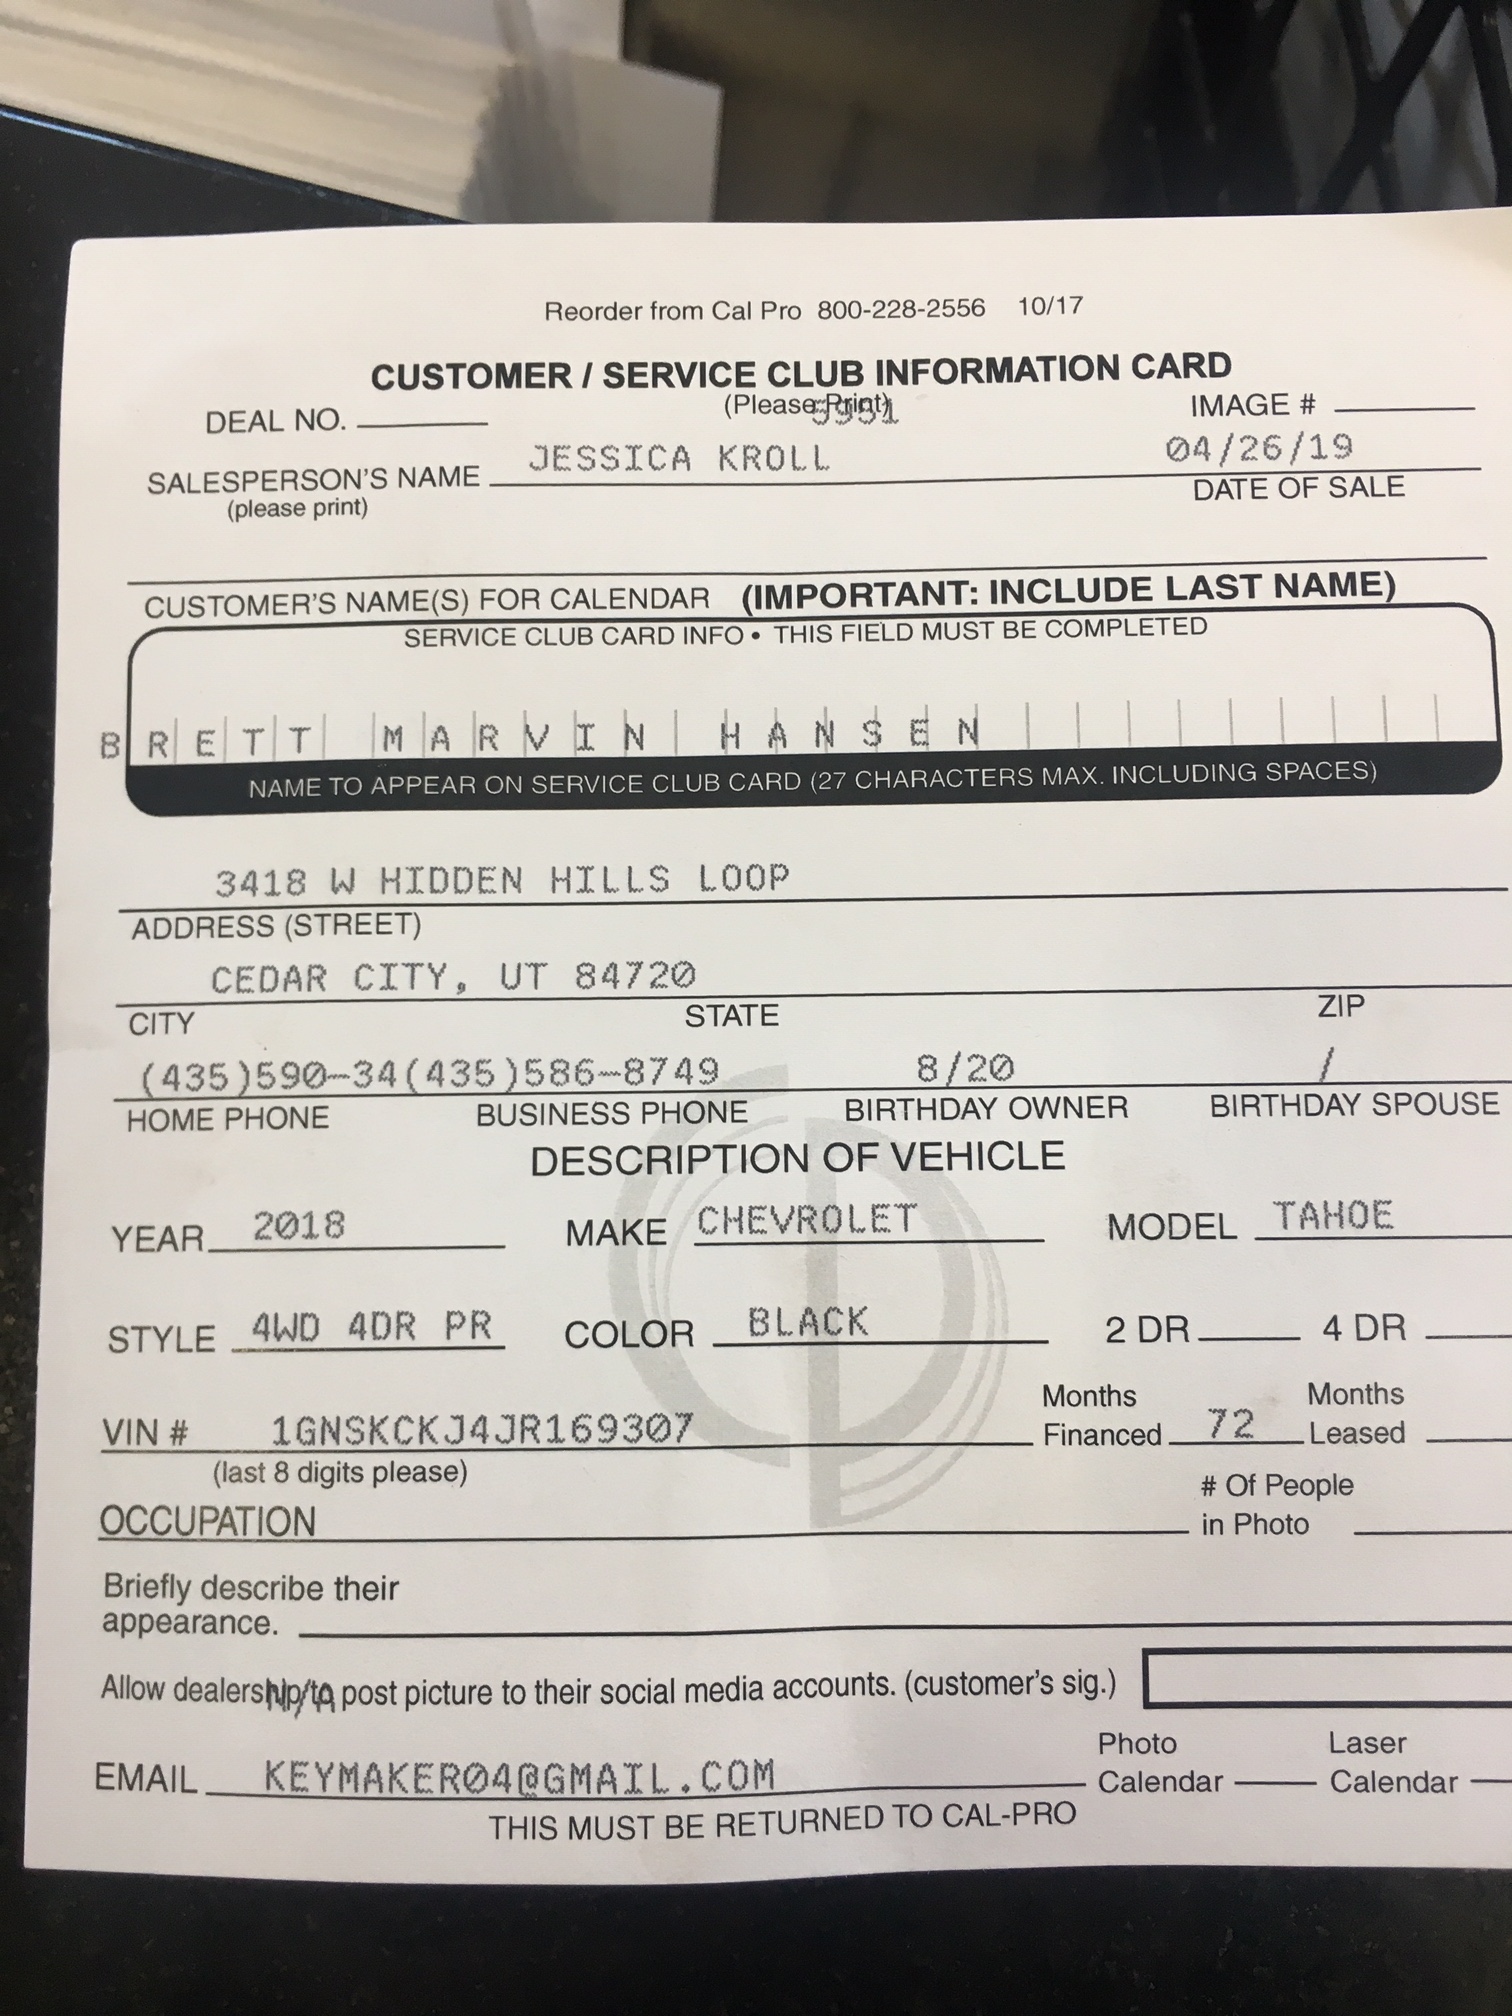 Reorder from Cal Pro 800-228-2556 10/17
CUSTOMER / SERVICE CLUB INFORMATION CARD
(Please Print)
DEAL NO. IMAGE #
JESSICA KROLL 04/26/19
SALESPERSON'S NAME DATE OF SALE
(please print)
CUSTOMER'S NAME(S) FOR CALENDAR (IMPORTANT: INCLUDE LAST NAME)
SERVICE CLUB CARD INFO • THIS FIELD MUST BE COMPLETED
BRETT MARVIN HANSEN
NAME TO APPEAR ON SERVICE CLUB CARD (27 CHARACTERS MAX. INCLUDING SPACES)
3418 W HIDDEN HILLS LOOP
ADDRESS (STREET)
CEDAR CITY, UT 84720
CITY STATE ZIP
(435)590-34(435)586-8749 8/20 /
HOME PHONE BUSINESS PHONE BIRTHDAY OWNER BIRTHDAY SPOUSE
DESCRIPTION OF VEHICLE
YEAR 2018 MAKE CHEVROLET MODEL TAHOE
STYLE 4WD 4DR PR COLOR BLACK 2 DR 4 DR
Months Months
VIN # 1GNSKCKJ4JR169307 Financed 72 Leased
(last 8 digits please)
# Of People
OCCUPATION in Photo
Briefly describe their
appearance.
Allow dealership to post picture to their social media accounts. (customer's sig.)
N/A
Photo Laser
EMAIL KEYMAKER04@GMAIL.COM Calendar Calendar
THIS MUST BE RETURNED TO CAL-PRO